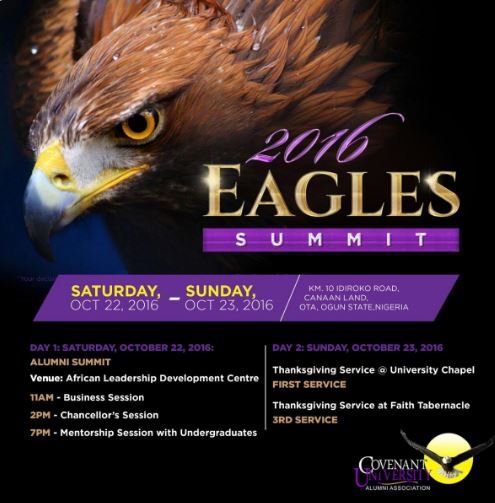 2016
EAGLES
SUMMIT
SATURDAY,
OCT 22, 2016
–
SUNDAY,
OCT 23, 2016
KM. 10 IDIROKO ROAD,
CANAAN LAND,
OTA, OGUN STATE,NIGERIA
DAY 1: SATURDAY, OCTOBER 22, 2016:
ALUMNI SUMMIT
Venue: African Leadership Development Centre
11AM - Business Session
2PM - Chancellor's Session
7PM - Mentorship Session with Undergraduates
DAY 2: SUNDAY, OCTOBER 23, 2016
Thanksgiving Service @ University Chapel
FIRST SERVICE
Thanksgiving Service at Faith Tabernacle
3RD SERVICE
COVENANT
UNIVERSITY
ALUMNI ASSOCIATION